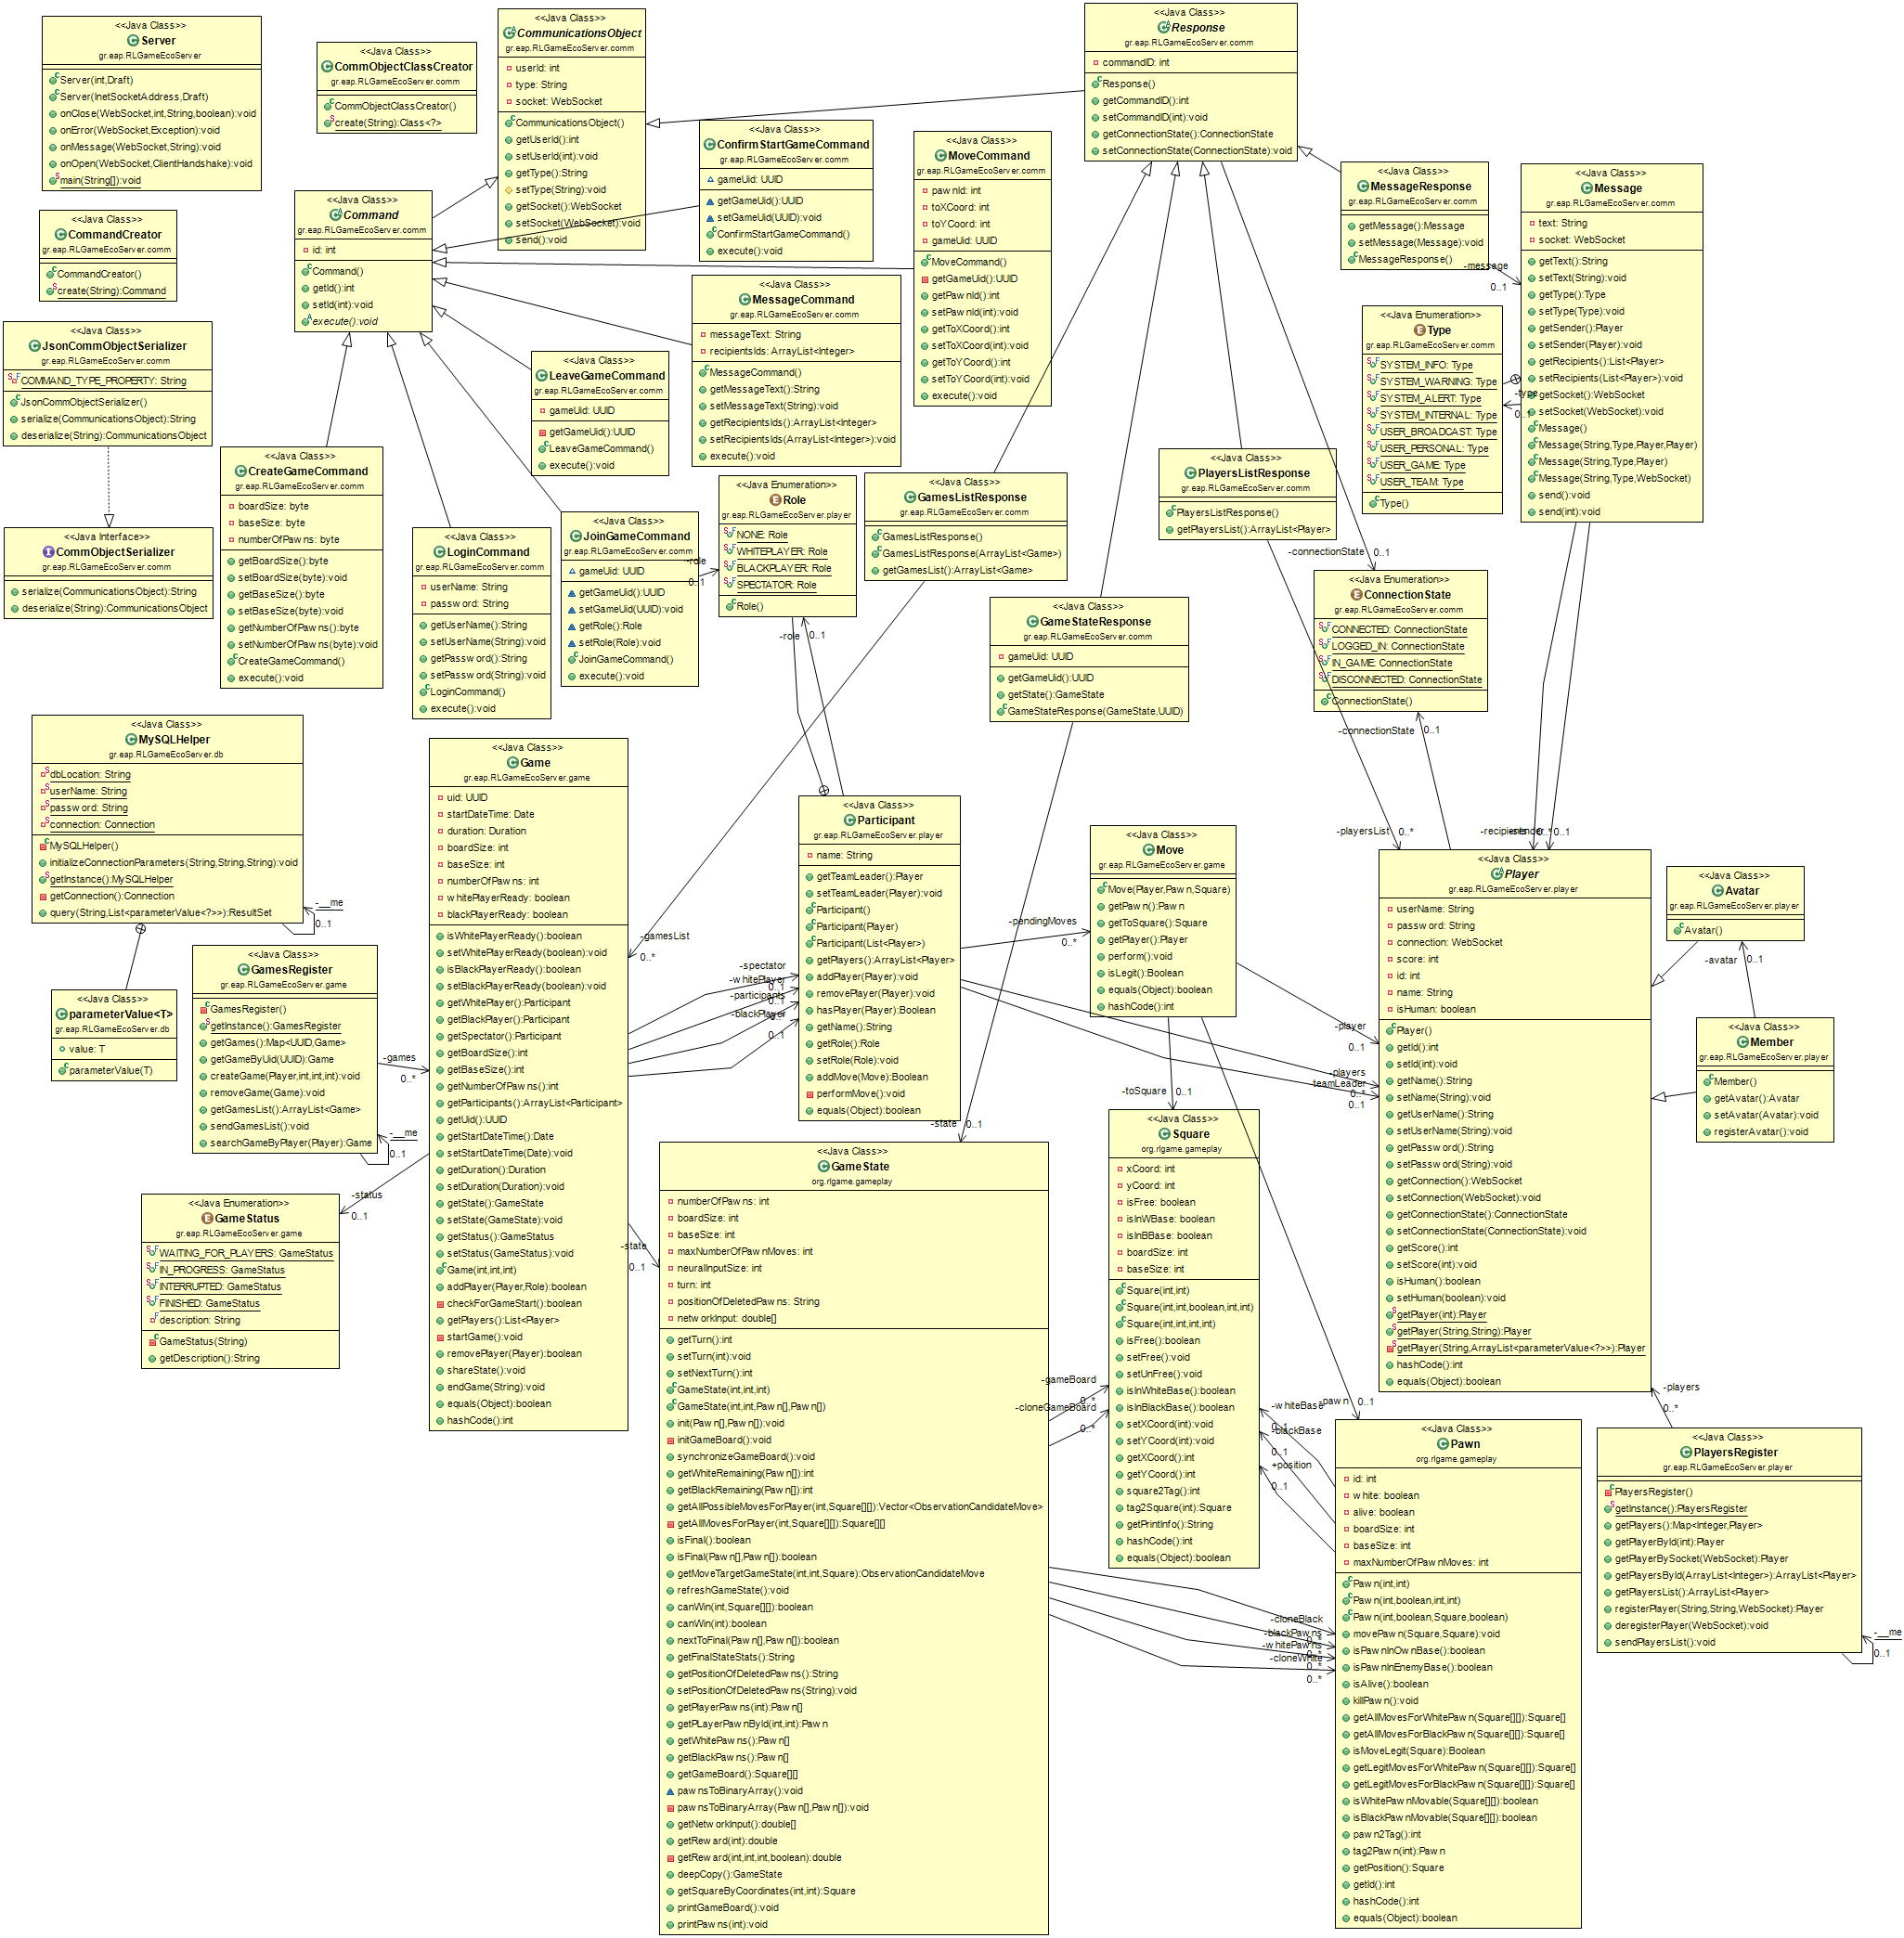 <<Java Class>>
Server
gr.eap.RLGameEcoServer
Server(int,Draft)
Server(InetSocketAddress,Draft)
onClose(WebSocket,int,String,boolean):void
onError(WebSocket,Exception):void
onMessage(WebSocket,String):void
onOpen(WebSocket,ClientHandshake):void
main(String[]):void
<<Java Class>>
CommObjectClassCreator
gr.eap.RLGameEcoServer.comm
CommObjectClassCreator()
create(String):Class<?>
<<Java Class>>
CommunicationsObject
gr.eap.RLGameEcoServer.comm
userId: int
type: String
socket: WebSocket
CommunicationsObject()
getUserId():int
setUserId(int):void
getType():String
setType(String):void
getSocket():WebSocket
setSocket(WebSocket):void
send():void
<<Java Class>>
Response
gr.eap.RLGameEcoServer.comm
commandID: int
Response()
getCommandID():int
setCommandID(int):void
getConnectionState():ConnectionState
setConnectionState(ConnectionState):void
<<Java Class>>
ConfirmStartGameCommand
gr.eap.RLGameEcoServer.comm
gameUid: UUID
getGameUid():UUID
setGameUid(UUID):void
ConfirmStartGameCommand()
execute():void
<<Java Class>>
MoveCommand
gr.eap.RLGameEcoServer.comm
pawnId: int
toXCoord: int
toYCoord: int
gameUid: UUID
MoveCommand()
getGameUid():UUID
getPawnId():int
setPawnId(int):void
getToXCoord():int
setToXCoord(int):void
getToYCoord():int
setToYCoord(int):void
execute():void
<<Java Class>>
MessageResponse
gr.eap.RLGameEcoServer.comm
getMessage():Message
setMessage(Message):void
MessageResponse()
-message
0..1
<<Java Class>>
Message
gr.eap.RLGameEcoServer.comm
text: String
socket: WebSocket
getText():String
setText(String):void
getType():Type
setType(Type):void
getSender():Player
setSender(Player):void
getRecipients():List<Player>
setRecipients(List<Player>):void
getSocket():WebSocket
setSocket(WebSocket):void
Message()
Message(String,Type,Player,Player)
Message(String,Type,Player)
Message(String,Type,WebSocket)
send():void
send(int):void
<<Java Class>>
CommandCreator
gr.eap.RLGameEcoServer.comm
CommandCreator()
create(String):Command
<<Java Class>>
Command
gr.eap.RLGameEcoServer.comm
id: int
Command()
getId():int
setId(int):void
execute():void
<<Java Class>>
MessageCommand
gr.eap.RLGameEcoServer.comm
messageText: String
recipientsIds: ArrayList<Integer>
MessageCommand()
getMessageText():String
setMessageText(String):void
getRecipientsIds():ArrayList<Integer>
setRecipientsIds(ArrayList<Integer>):void
execute():void
<<Java Enumeration>>
Type
gr.eap.RLGameEcoServer.comm
SYSTEM_INFO: Type
SYSTEM_WARNING: Type
SYSTEM_ALERT: Type
SYSTEM_INTERNAL: Type
USER_BROADCAST: Type
USER_PERSONAL: Type
USER_GAME: Type
USER_TEAM: Type
Type()
-type
0..1
<<Java Class>>
JsonCommObjectSerializer
gr.eap.RLGameEcoServer.comm
COMMAND_TYPE_PROPERTY: String
JsonCommObjectSerializer()
serialize(CommunicationsObject):String
deserialize(String):CommunicationsObject
<<Java Class>>
LeaveGameCommand
gr.eap.RLGameEcoServer.comm
gameUid: UUID
getGameUid():UUID
LeaveGameCommand()
execute():void
<<Java Class>>
CreateGameCommand
gr.eap.RLGameEcoServer.comm
boardSize: byte
baseSize: byte
numberOfPawns: byte
getBoardSize():byte
setBoardSize(byte):void
getBaseSize():byte
setBaseSize(byte):void
getNumberOfPawns():byte
setNumberOfPawns(byte):void
CreateGameCommand()
execute():void
<<Java Interface>>
CommObjectSerializer
gr.eap.RLGameEcoServer.comm
serialize(CommunicationsObject):String
deserialize(String):CommunicationsObject
<<Java Class>>
LoginCommand
gr.eap.RLGameEcoServer.comm
userName: String
password: String
getUserName():String
setUserName(String):void
getPassword():String
setPassword(String):void
LoginCommand()
execute():void
<<Java Class>>
JoinGameCommand
gr.eap.RLGameEcoServer.comm
gameUid: UUID
getGameUid():UUID
setGameUid(UUID):void
getRole():Role
setRole(Role):void
JoinGameCommand()
execute():void
-role
0..1
<<Java Enumeration>>
Role
gr.eap.RLGameEcoServer.player
NONE: Role
WHITEPLAYER: Role
BLACKPLAYER: Role
SPECTATOR: Role
Role()
-role
0..1
<<Java Class>>
GamesListResponse
gr.eap.RLGameEcoServer.comm
GamesListResponse()
GamesListResponse(ArrayList<Game>)
getGamesList():ArrayList<Game>
<<Java Class>>
PlayersListResponse
gr.eap.RLGameEcoServer.comm
PlayersListResponse()
getPlayersList():ArrayList<Player>
-connectionState
0..1
<<Java Enumeration>>
ConnectionState
gr.eap.RLGameEcoServer.comm
CONNECTED: ConnectionState
LOGGED_IN: ConnectionState
IN_GAME: ConnectionState
DISCONNECTED: ConnectionState
ConnectionState()
-connectionState
0..1
<<Java Class>>
GameStateResponse
gr.eap.RLGameEcoServer.comm
gameUid: UUID
getGameUid():UUID
getState():GameState
GameStateResponse(GameState,UUID)
<<Java Class>>
MySQLHelper
gr.eap.RLGameEcoServer.db
dbLocation: String
userName: String
password: String
connection: Connection
MySQLHelper()
initializeConnectionParameters(String,String,String):void
getInstance():MySQLHelper
getConnection():Connection
query(String,List<parameterValue<?>>):ResultSet
-__me
0..1
<<Java Class>>
Game
gr.eap.RLGameEcoServer.game
uid: UUID
startDateTime: Date
duration: Duration
boardSize: int
baseSize: int
numberOfPawns: int
whitePlayerReady: boolean
blackPlayerReady: boolean
isWhitePlayerReady():boolean
setWhitePlayerReady(boolean):void
isBlackPlayerReady():boolean
setBlackPlayerReady(boolean):void
getWhitePlayer():Participant
getBlackPlayer():Participant
getSpectator():Participant
getBoardSize():int
getBaseSize():int
getNumberOfPawns():int
getParticipants():ArrayList<Participant>
getUid():UUID
getStartDateTime():Date
setStartDateTime(Date):void
getDuration():Duration
setDuration(Duration):void
getState():GameState
setState(GameState):void
getStatus():GameStatus
setStatus(GameStatus):void
Game(int,int,int)
addPlayer(Player,Role):boolean
checkForGameStart():boolean
getPlayers():List<Player>
startGame():void
removePlayer(Player):boolean
shareState():void
endGame(String):void
equals(Object):boolean
hashCode():int
-gamesList
0..*
-spectator
-whitePlayer
0..1
-participants
0..1
-blackPlayer
0..*
0..1
<<Java Class>>
Participant
gr.eap.RLGameEcoServer.player
name: String
getTeamLeader():Player
setTeamLeader(Player):void
Participant()
Participant(Player)
Participant(List<Player>)
getPlayers():ArrayList<Player>
addPlayer(Player):void
removePlayer(Player):void
hasPlayer(Player):Boolean
getName():String
getRole():Role
setRole(Role):void
addMove(Move):Boolean
performMove():void
equals(Object):boolean
-pendingMoves
0..*
<<Java Class>>
Move
gr.eap.RLGameEcoServer.game
Move(Player,Pawn,Square)
getPawn():Pawn
getToSquare():Square
getPlayer():Player
perform():void
isLegit():Boolean
equals(Object):boolean
hashCode():int
-playersList
0..*
-recipients
0..*
0..1
<<Java Class>>
Player
gr.eap.RLGameEcoServer.player
userName: String
password: String
connection: WebSocket
score: int
id: int
name: String
isHuman: boolean
Player()
getId():int
setId(int):void
getName():String
setName(String):void
getUserName():String
setUserName(String):void
getPassword():String
setPassword(String):void
getConnection():WebSocket
setConnection(WebSocket):void
getConnectionState():ConnectionState
setConnectionState(ConnectionState):void
getScore():int
setScore(int):void
isHuman():boolean
setHuman(boolean):void
getPlayer(int):Player
getPlayer(String,String):Player
getPlayer(String,ArrayList<parameterValue<?>>):Player
hashCode():int
equals(Object):boolean
-player
0..1
-players
-teamLeader
0..*
0..1
<<Java Class>>
Avatar
gr.eap.RLGameEcoServer.player
Avatar()
-avatar
0..1
<<Java Class>>
Member
gr.eap.RLGameEcoServer.player
Member()
getAvatar():Avatar
setAvatar(Avatar):void
registerAvatar():void
<<Java Class>>
parameterValue<T>
gr.eap.RLGameEcoServer.db
value: T
parameterValue(T)
<<Java Class>>
GamesRegister
gr.eap.RLGameEcoServer.game
GamesRegister()
getInstance():GamesRegister
getGames():Map<UUID,Game>
getGameByUid(UUID):Game
createGame(Player,int,int,int):void
removeGame(Game):void
getGamesList():ArrayList<Game>
sendGamesList():void
searchGameByPlayer(Player):Game
-games
0..*
-__me
0..1
-status
0..1
<<Java Enumeration>>
GameStatus
gr.eap.RLGameEcoServer.game
WAITING_FOR_PLAYERS: GameStatus
IN_PROGRESS: GameStatus
INTERRUPTED: GameStatus
FINISHED: GameStatus
description: String
GameStatus(String)
getDescription():String
-state
0..1
-state
0..1
<<Java Class>>
GameState
org.rlgame.gameplay
numberOfPawns: int
boardSize: int
baseSize: int
maxNumberOfPawnMoves: int
neuralInputSize: int
turn: int
positionOfDeletedPawns: String
networkInput: double[]
getTurn():int
setTurn(int):void
setNextTurn():int
GameState(int,int,int)
GameState(int,int,Pawn[],Pawn[])
init(Pawn[],Pawn[]):void
initGameBoard():void
synchronizeGameBoard():void
getWhiteRemaining(Pawn[]):int
getBlackRemaining(Pawn[]):int
getAllPossibleMovesForPlayer(int,Square[][]):Vector<ObservationCandidateMove>
getAllMovesForPlayer(int,Square[][]):Square[][]
isFinal():boolean
isFinal(Pawn[],Pawn[]):boolean
getMoveTargetGameState(int,int,Square):ObservationCandidateMove
refreshGameState():void
canWin(int,Square[][]):boolean
canWin(int):boolean
nextToFinal(Pawn[],Pawn[]):boolean
getFinalStateStats():String
getPositionOfDeletedPawns():String
setPositionOfDeletedPawns(String):void
getPlayerPawns(int):Pawn[]
getPLayerPawnById(int,int):Pawn
getWhitePawns():Pawn[]
getBlackPawns():Pawn[]
getGameBoard():Square[][]
pawnsToBinaryArray():void
pawnsToBinaryArray(Pawn[],Pawn[]):void
getNetworkInput():double[]
getReward(int):double
getReward(int,int,int,boolean):double
deepCopy():GameState
getSquareByCoordinates(int,int):Square
printGameBoard():void
printPawns(int):void
-toSquare
0..1
<<Java Class>>
Square
org.rlgame.gameplay
xCoord: int
yCoord: int
isFree: boolean
isInWBase: boolean
isInBBase: boolean
boardSize: int
baseSize: int
Square(int,int)
Square(int,int,boolean,int,int)
Square(int,int,int,int)
isFree():boolean
setFree():void
setUnFree():void
isInWhiteBase():boolean
isInBlackBase():boolean
setXCoord(int):void
setYCoord(int):void
getXCoord():int
getYCoord():int
square2Tag():int
tag2Square(int):Square
getPrintInfo():String
hashCode():int
equals(Object):boolean
-gameBoard
0..*
-cloneGameBoard
0..*
-whiteBase
0..1
-blackBase
0..1
+position
0..1
-pawn
0..1
-cloneBlack
-blackPawns
0..*
-whitePawns
0..*
-cloneWhite
0..*
0..*
<<Java Class>>
Pawn
org.rlgame.gameplay
id: int
white: boolean
alive: boolean
boardSize: int
baseSize: int
maxNumberOfPawnMoves: int
Pawn(int,int)
Pawn(int,boolean,int,int)
Pawn(int,boolean,Square,boolean)
movePawn(Square,Square):void
isPawnInOwnBase():boolean
isPawnInEnemyBase():boolean
isAlive():boolean
killPawn():void
getAllMovesForWhitePawn(Square[][]):Square[]
getAllMovesForBlackPawn(Square[][]):Square[]
isMoveLegit(Square):Boolean
getLegitMovesForWhitePawn(Square[][]):Square[]
getLegitMovesForBlackPawn(Square[][]):Square[]
isWhitePawnMovable(Square[][]):boolean
isBlackPawnMovable(Square[][]):boolean
pawn2Tag():int
tag2Pawn(int):Pawn
getPosition():Square
getId():int
hashCode():int
equals(Object):boolean
-players
0..*
<<Java Class>>
PlayersRegister
gr.eap.RLGameEcoServer.player
PlayersRegister()
getInstance():PlayersRegister
getPlayers():Map<Integer,Player>
getPlayerById(int):Player
getPlayerBySocket(WebSocket):Player
getPlayersById(ArrayList<Integer>):ArrayList<Player>
getPlayersList():ArrayList<Player>
registerPlayer(String,String,WebSocket):Player
deregisterPlayer(WebSocket):void
sendPlayersList():void
-__me
0..1